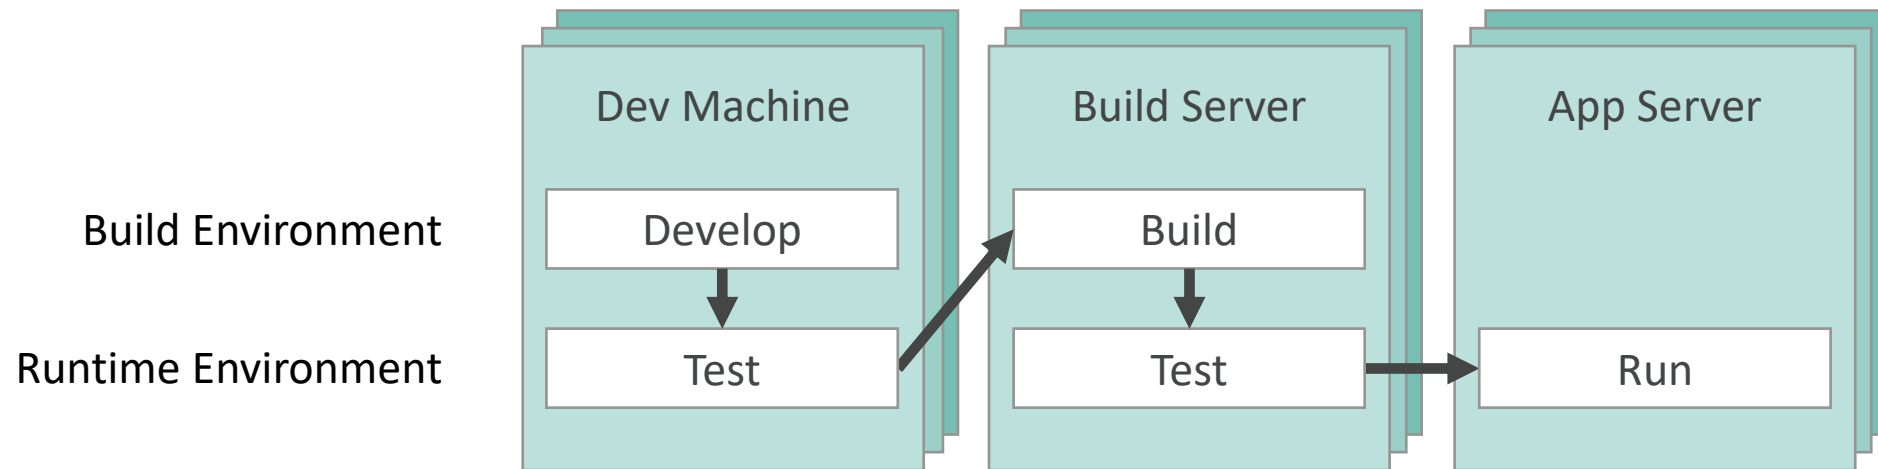 Dev Machine
Build Server
App Server
Build Environment
Develop
Build
Runtime Environment
Test
Test
Run